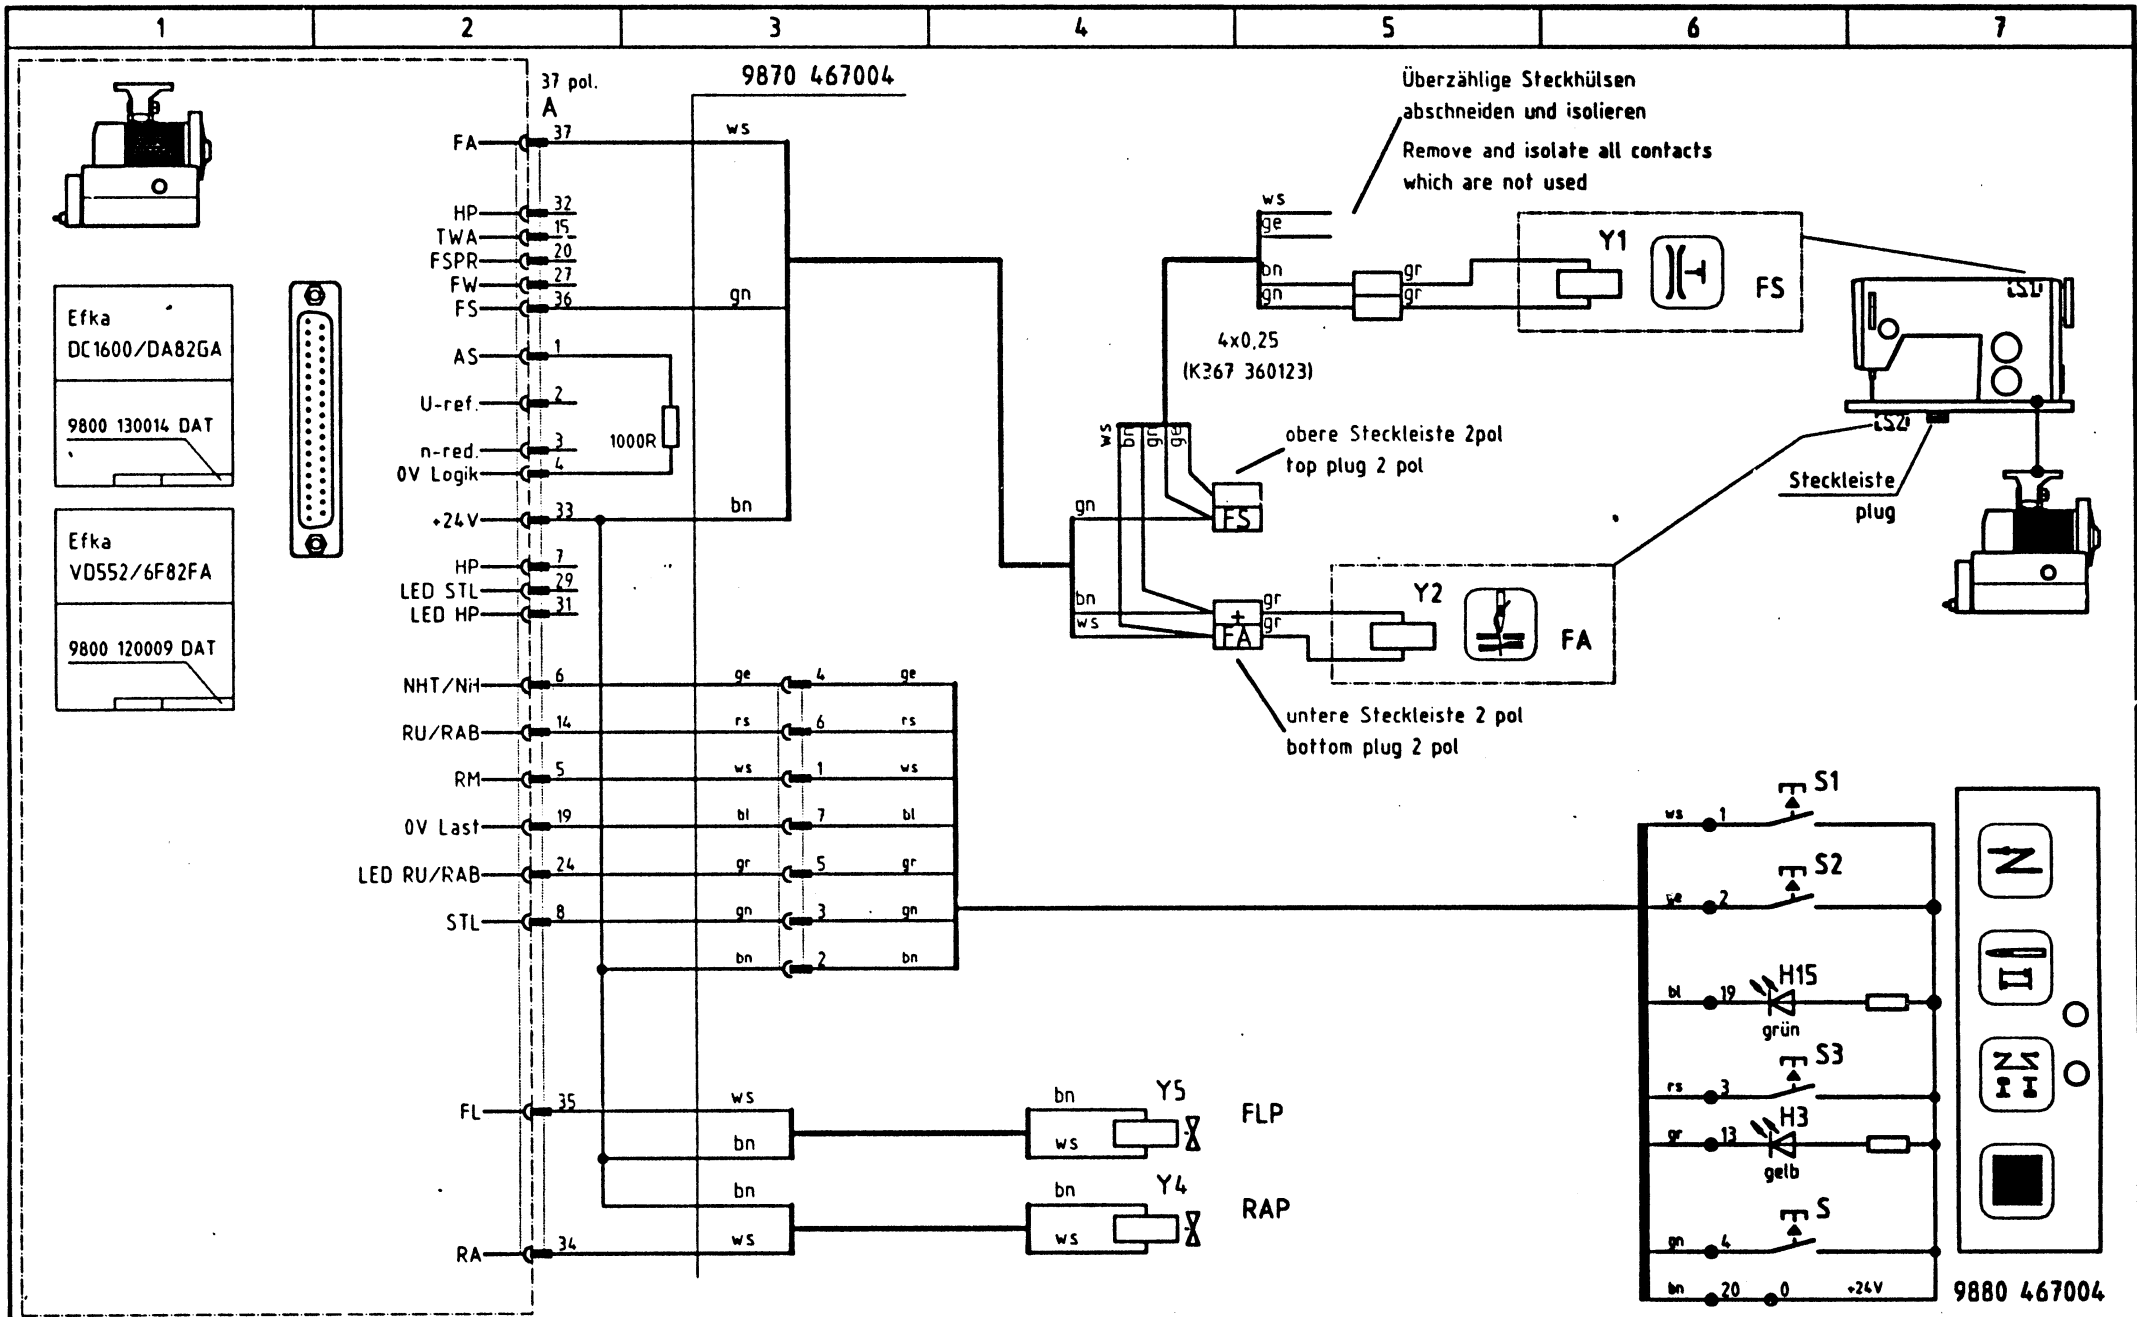 1 2 3 4 5 6 7
37 pol.
A
9870 467004
FA 37 ws
HP 32
TWA 15
FSPR 20
FW 27
FS 36 gn
AS 1
U-ref. 2
1000R
n-red. 3
0V Logik 4
+24V 33 bn
HP 7
LED STL 29
LED HP 31
NHT/NH 6 ge 4 ge
RU/RAB 14 rs 6 rs
RM 5 ws 1 ws
0V Last 19 bl 7 bl
LED RU/RAB 24 gr 5 gr
STL 8 gn 3 gn
bn 2 bn
FL 35 ws
bn
bn
RA 34 ws
Efka
DC1600/DA82GA
9800 130014 DAT
Efka
VD552/6F82FA
9800 120009 DAT
Überzählige Steckhülsen
abschneiden und isolieren
Remove and isolate all contacts
which are not used
ws
ge
bn gr
gn gr
Y1
FS
4x0,25
(K367 360123)
ws bn gn ge
obere Steckleiste 2pol
top plug 2 pol
gn
FS
bn + gr
ws FA gr
Y2
FA
untere Steckleiste 2 pol
bottom plug 2 pol
S1
S2
Steckleiste
plug
bn Y5 FLP
ws
bn Y4 RAP
ws
ws 1 S1
ge 2 S2
bl 19 H15
grün
rs 3 S3
gr 13 H3
gelb
gn 4 S
bn 20 0 +24V
9880 467004